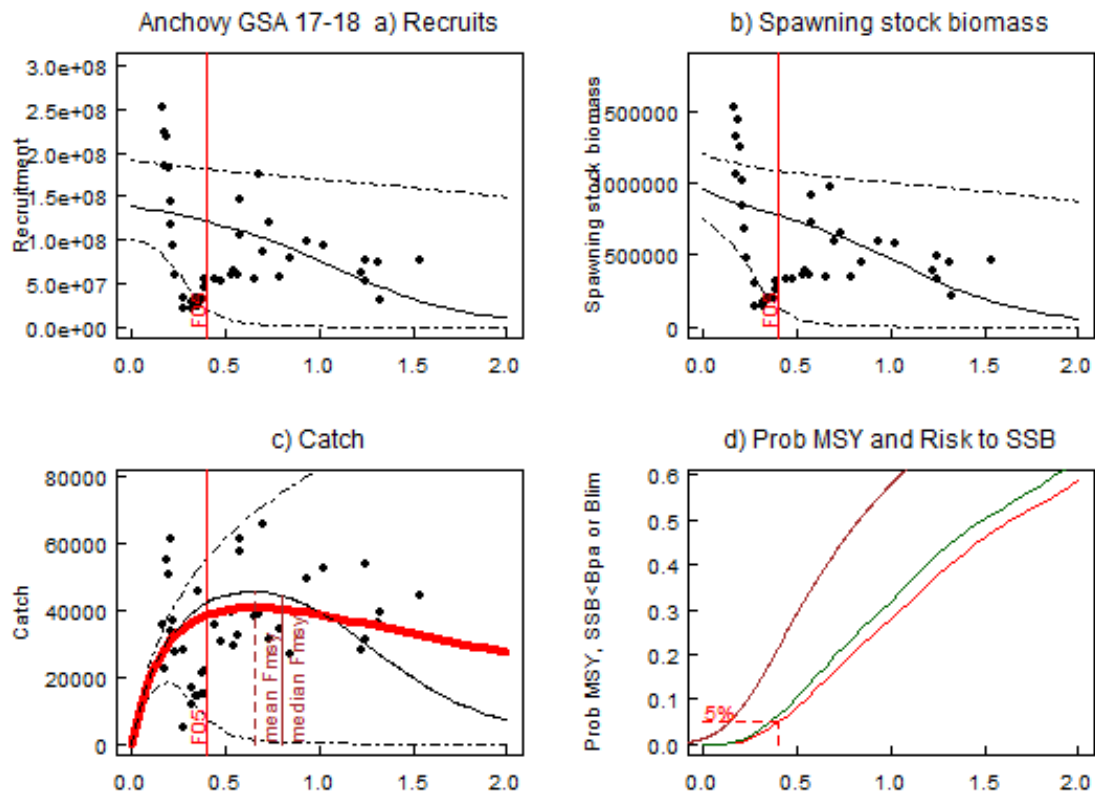 Anchovy GSA 17-18 a) Recruits
Recruitment
3.0e+08
2.5e+08
2.0e+08
1.5e+08
1.0e+08
5.0e+07
0.0e+00
F05
0.0 0.5 1.0 1.5 2.0
b) Spawning stock biomass
Spawning stock biomass
500000
000000
500000
0
F05
0.0 0.5 1.0 1.5 2.0
c) Catch
Catch
80000
60000
40000
20000
0
F05
mean Fmsy
median Fmsy
0.0 0.5 1.0 1.5 2.0
d) Prob MSY and Risk to SSB
Prob MSY, SSB<Bpa or Blim
0.6
0.5
0.4
0.3
0.2
0.1
0.0
5%
0.0 0.5 1.0 1.5 2.0